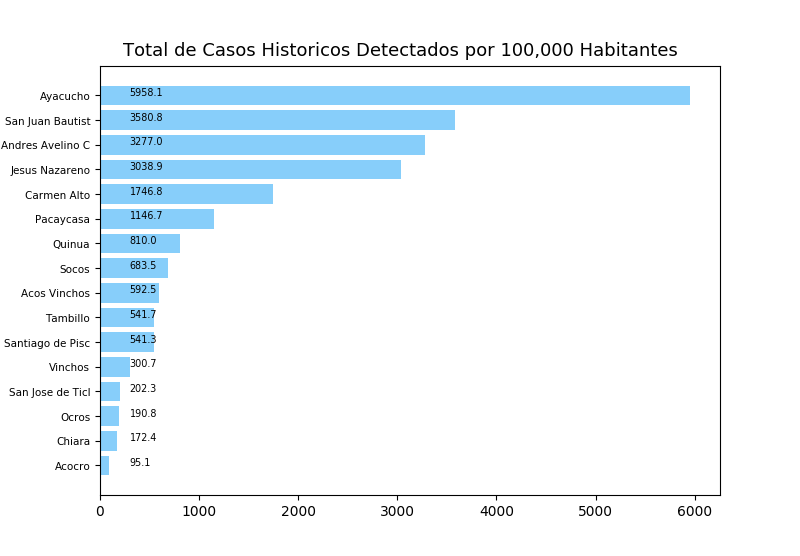 Total de Casos Historicos Detectados por 100,000 Habitantes
Ayacucho 5958.1
San Juan Bautist 3580.8
Andres Avelino C 3277.0
Jesus Nazareno 3038.9
Carmen Alto 1746.8
Pacaycasa 1146.7
Quinua 810.0
Socos 683.5
Acos Vinchos 592.5
Tambillo 541.7
Santiago de Pisc 541.3
Vinchos 300.7
San Jose de Ticl 202.3
Ocros 190.8
Chiara 172.4
Acocro 95.1
0 1000 2000 3000 4000 5000 6000